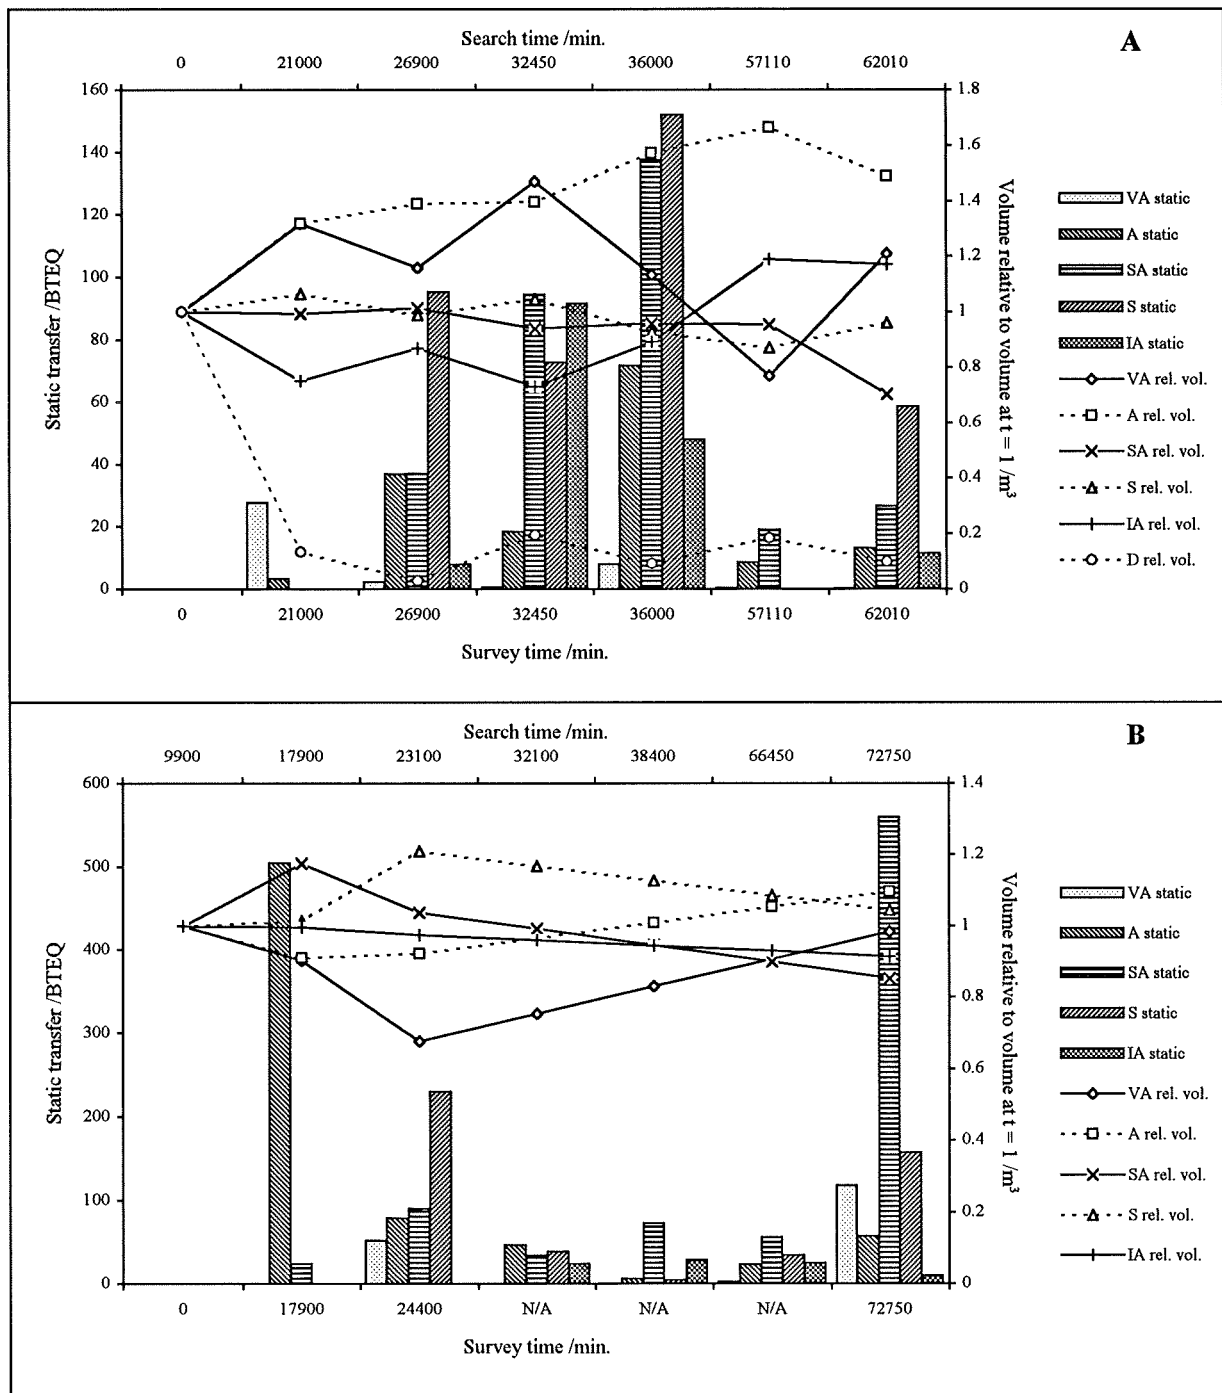 A
Search time /min.
0 21000 26900 32450 36000 57110 62010
160
140
120
100
80
60
40
20
0
Static transfer /BTEQ
1.8
1.6
1.4
1.2
1
0.8
0.6
0.4
0.2
0
Volume relative to volume at t = 1 /m³
0 21000 26900 32450 36000 57110 62010
Survey time /min.
VA static
A static
SA static
S static
IA static
VA rel. vol.
A rel. vol.
SA rel. vol.
S rel. vol.
IA rel. vol.
D rel. vol.
B
Search time /min.
9900 17900 23100 32100 38400 66450 72750
600
500
400
300
200
100
0
Static transfer /BTEQ
1.4
1.2
1
0.8
0.6
0.4
0.2
0
Volume relative to volume at t = 1 /m³
0 17900 24400 N/A N/A N/A 72750
Survey time /min.
VA static
A static
SA static
S static
IA static
VA rel. vol.
A rel. vol.
SA rel. vol.
S rel. vol.
IA rel. vol.